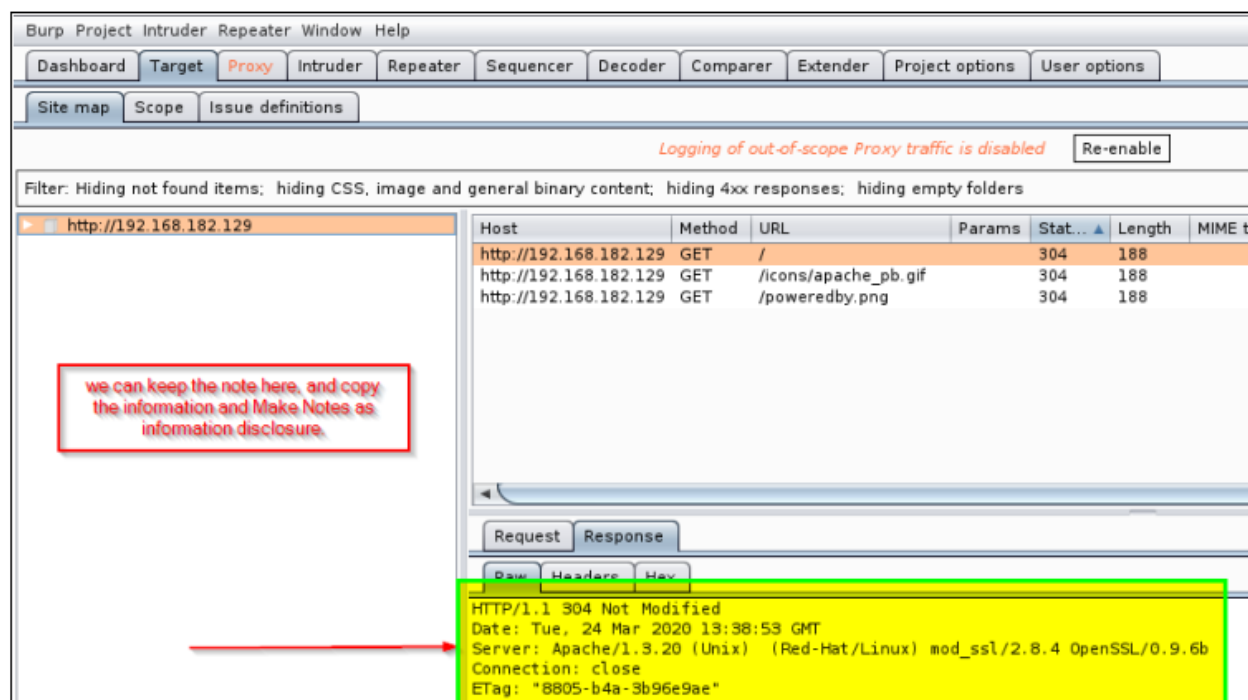 Burp Project Intruder Repeater Window Help
Dashboard Target Proxy Intruder Repeater Sequencer Decoder Comparer Extender Project options User options
Site map Scope Issue definitions
Logging of out-of-scope Proxy traffic is disabled Re-enable
Filter: Hiding not found items; hiding CSS, image and general binary content; hiding 4xx responses; hiding empty folders
http://192.168.182.129
Host Method URL Params Stat... Length MIME t
http://192.168.182.129 GET / 304 188
http://192.168.182.129 GET /icons/apache_pb.gif 304 188
http://192.168.182.129 GET /poweredby.png 304 188
we can keep the note here, and copy
the information and Make Notes as
information disclosure.
Request Response
Raw Headers Hex
HTTP/1.1 304 Not Modified
Date: Tue, 24 Mar 2020 13:38:53 GMT
Server: Apache/1.3.20 (Unix) (Red-Hat/Linux) mod_ssl/2.8.4 OpenSSL/0.9.6b
Connection: close
ETag: "8805-b4a-3b96e9ae"